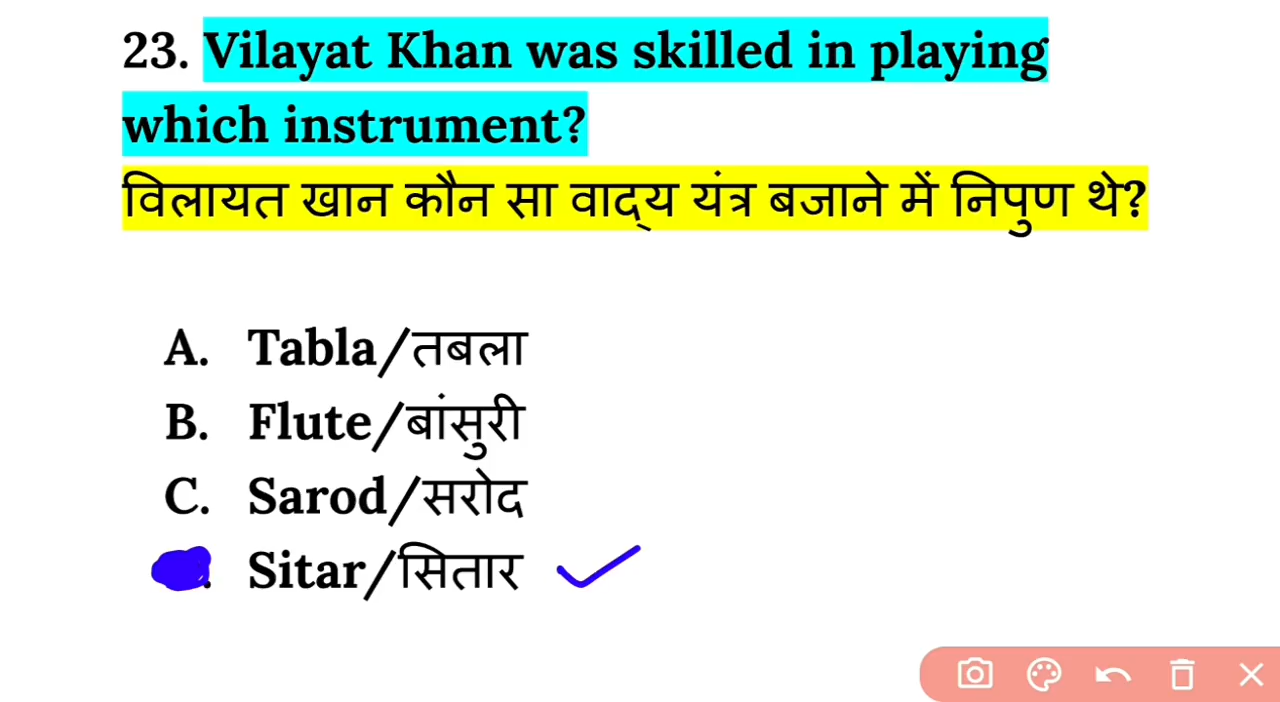 23. Vilayat Khan was skilled in playing
which instrument?
विलायत खान कौन सा वाद्‌य यंत्र बजाने में निपुण थे?
A. Tabla/तबला
B. Flute/बांसुरी
C. Sarod/सरोद
. Sitar/सितार